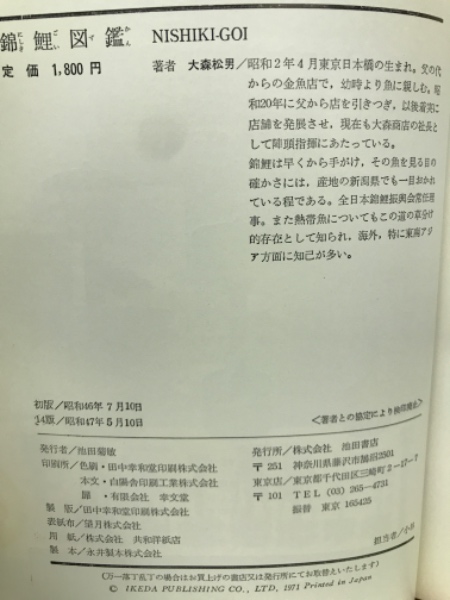 錦鯉図鑑 NISHIKI-GOI
にしきごいずかん
定価 1,800円
著者 大森松男/昭和2年4月東京日本橋の生まれ。父の代
からの金魚店で，幼時より魚に親しむ。昭
和20年に父から店を引きつぎ，以後着実に
店舗を発展させ，現在も大森商店の社長と
して陣頭指揮にあたっている。
錦鯉は早くから手がけ，その魚を見る目の
確かさには，産地の新潟県でも一目おかれ
ている程である。全日本錦鯉振興会常任理
事。また熱帯魚についてもこの道の草分け
的存在として知られ，海外，特に東南アジ
ア方面に知己が多い。
初版/昭和46年7月10日
14版/昭和47年5月10日
<著者との協定により検印廃止>
発行者/池田菊敏
印刷所/色刷・田中幸和堂印刷株式会社
本文・白陽舎印刷工業株式会社
扉・有限会社 幸文堂
製版/田中幸和堂印刷株式会社
表紙布/望月株式会社
用紙/株式会社 共和洋紙店
製本/永井製本株式会社
発行所/株式会社 池田書店
〒251 神奈川県藤沢市鵠沼2501
東京店/東京都千代田区三崎町2-17-7
〒101 TEL (03) 265-4731
振替 東京 165425
担当者/小
(万一落丁乱丁の場合はお買上げの書店又は発行所にてお取替えいたします)
© IKEDA PUBLISHING CO., LTD, 1971 Printed in Japan